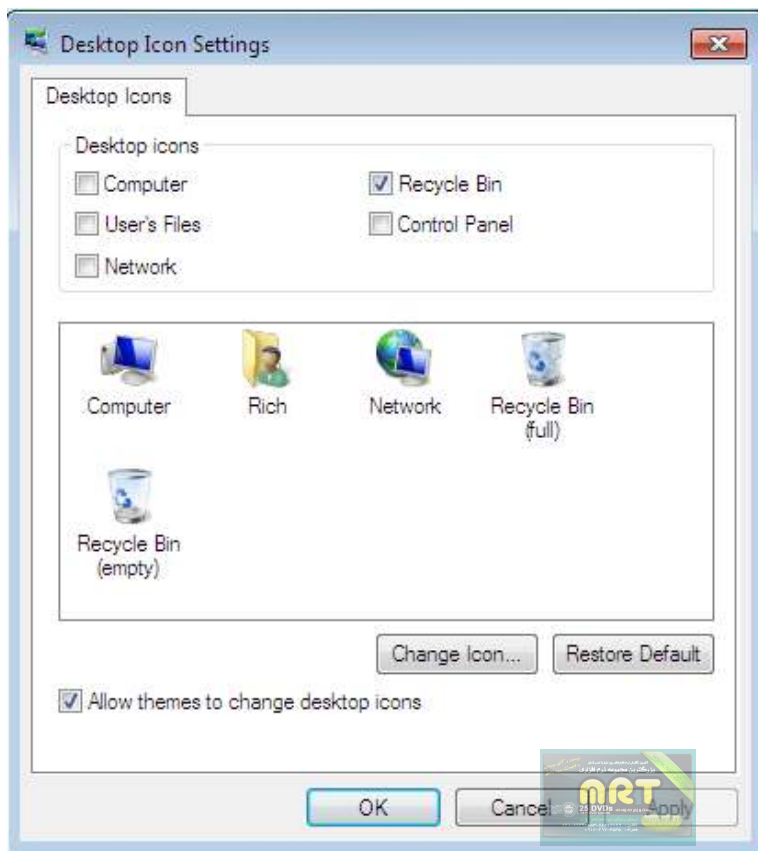 Desktop Icon Settings
Desktop Icons
Desktop icons
Computer
Recycle Bin
User's Files
Control Panel
Network
Computer
Rich
Network
Recycle Bin
(full)
Recycle Bin
(empty)
Change Icon...
Restore Default
Allow themes to change desktop icons
MRT
25 DVDs
OK
Cancel
Apply